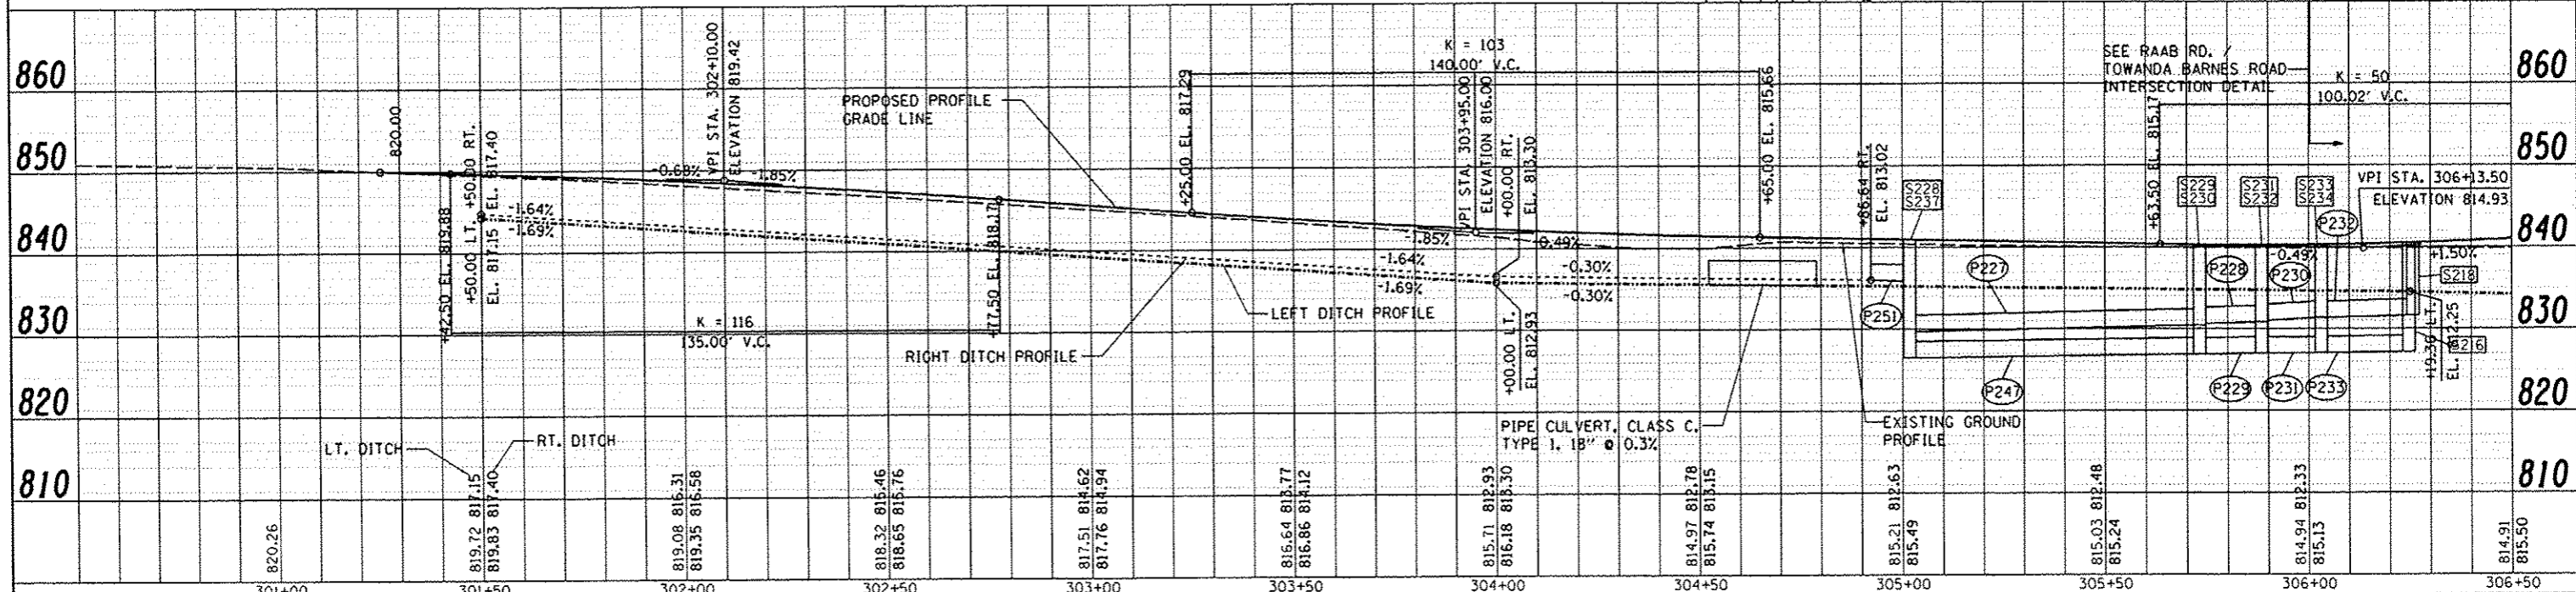 860
850
840
830
820
810
820.00
+42.50 EL. 819.88
+50.00 LT.
EL. 817.15
+50.00 RT.
EL. 817.40
-1.64%
-1.69%
-0.68%
VPI STA. 302+10.00
ELEVATION 819.42
-1.85%
K = 116
135.00' V.C.
+77.50 EL. 818.17
PROPOSED PROFILE
GRADE LINE
RIGHT DITCH PROFILE
LEFT DITCH PROFILE
+25.00 EL. 817.29
K = 103
140.00' V.C.
VPI STA. 303+95.00
ELEVATION 816.00
+00.00 RT.
EL. 813.30
-1.85%
-0.49%
-1.64%
-1.69%
-0.30%
-0.30%
+00.00 LT.
EL. 812.93
+65.00 EL. 815.66
PIPE CULVERT, CLASS C,
TYPE 1, 18" @ 0.3%
+86.64 RT.
EL. 813.02
EXISTING GROUND
PROFILE
S228
S237
P251
P227
P247
SEE RAAB RD. /
TOWANDA BARNES ROAD
INTERSECTION DETAIL
K = 50
100.02' V.C.
+63.50 EL. 815.17
S229
S230
S231
S232
S233
S234
P232
P228
P230
-0.49%
P229
P231
P233
VPI STA. 306+13.50
ELEVATION 814.93
+1.50%
S218
S216
+19.36 LT.
EL. 812.25
860
850
840
830
820
810
LT. DITCH
RT. DITCH
820.26
819.72 817.15
819.83 817.40
819.08 816.31
819.35 816.58
818.32 815.46
818.65 815.76
817.51 814.62
817.76 814.94
816.64 813.77
816.86 814.12
815.71 812.93
816.18 813.30
814.97 812.78
815.74 813.15
815.21 812.63
815.49
815.03 812.48
815.24
814.94 812.33
815.13
814.91
815.50
301+00
301+50
302+00
302+50
303+00
303+50
304+00
304+50
305+00
305+50
306+00
306+50